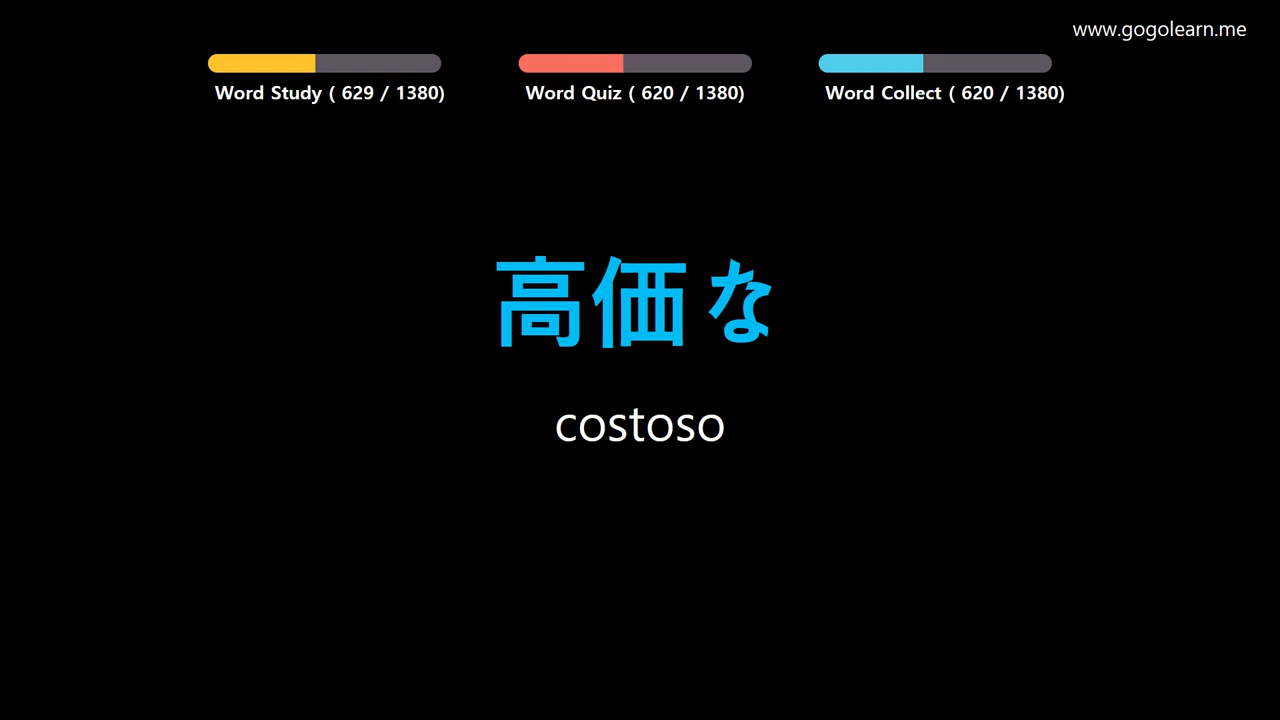 www.gogolearn.me
Word Study ( 629 / 1380)
Word Quiz ( 620 / 1380)
Word Collect ( 620 / 1380)
高価な
costoso